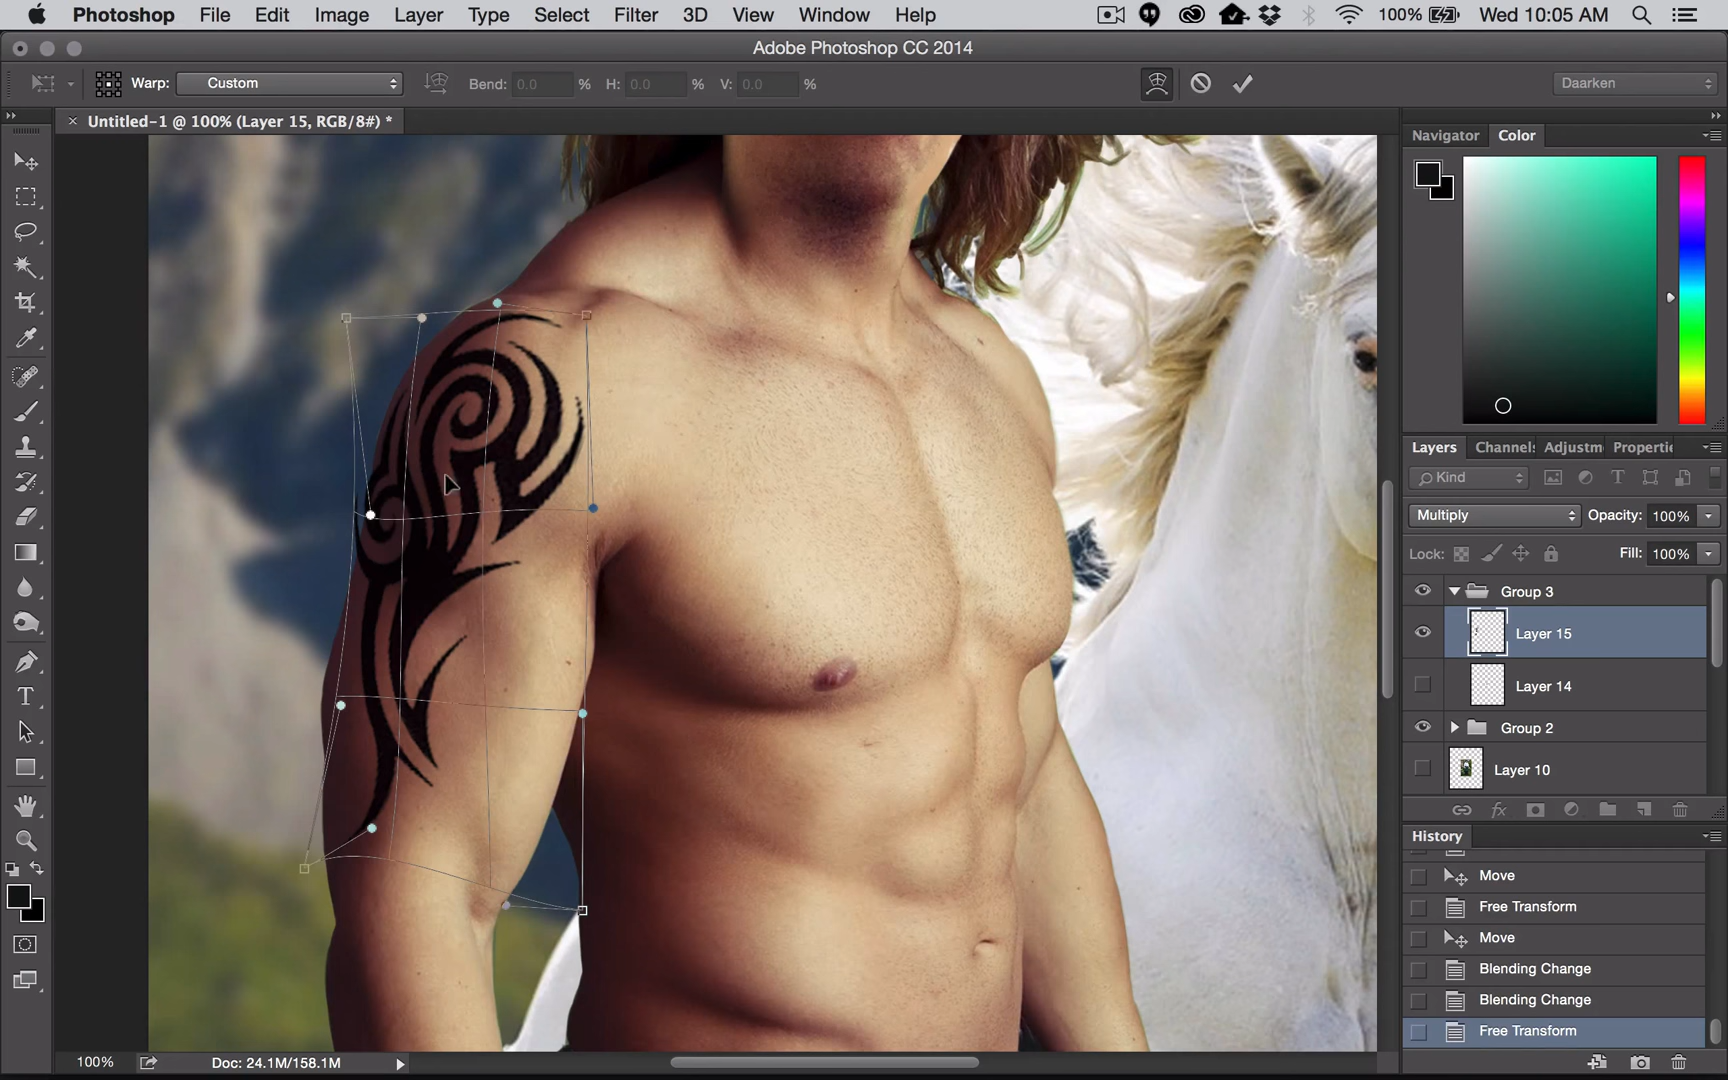 Photoshop File Edit Image Layer Type Select Filter 3D View Window Help 100% Wed 10:05 AM
Adobe Photoshop CC 2014
Warp: Custom Bend: 0.0 % H: 0.0 % V: 0.0 % Daarken
× Untitled-1 @ 100% (Layer 15, RGB/8#) *
Navigator Color
Layers Channels Adjustm Properti
Kind
Multiply Opacity: 100%
Lock: Fill: 100%
Group 3
Layer 15
Layer 14
Group 2
Layer 10
fx
History
Move
Free Transform
Move
Blending Change
Blending Change
Free Transform
100% Doc: 24.1M/158.1M